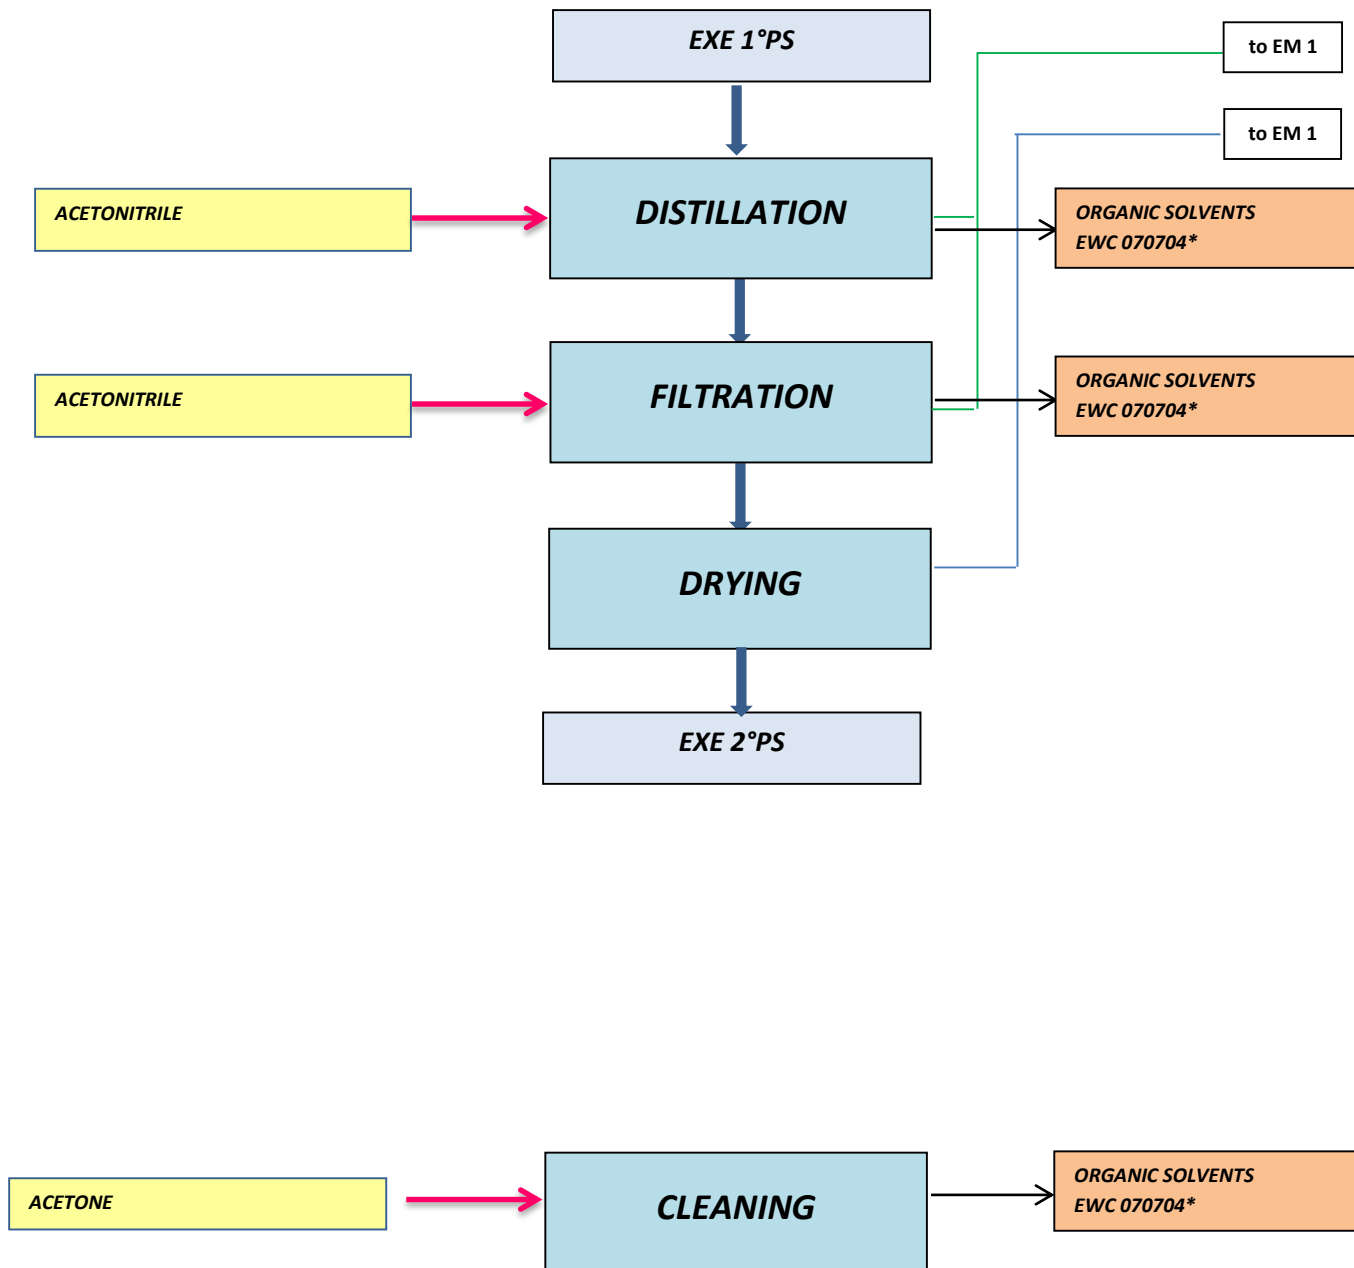 EXE 1°PS
to EM 1
to EM 1
ACETONITRILE
DISTILLATION
ORGANIC SOLVENTS
EWC 070704*
ACETONITRILE
FILTRATION
ORGANIC SOLVENTS
EWC 070704*
DRYING
EXE 2°PS
ACETONE
CLEANING
ORGANIC SOLVENTS
EWC 070704*